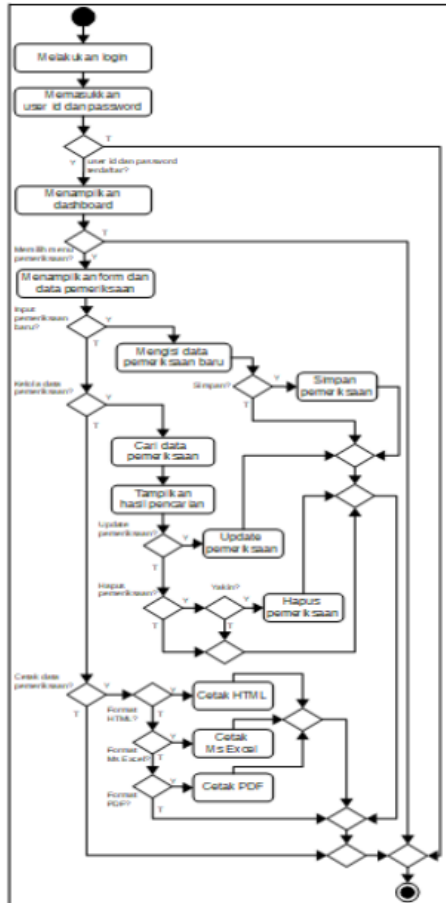 Melakukan login
Memasukkan
user id dan password
T
Y
user id dan password
terdaftar?
Menampilkan
dashboard
T
Memilih menu
pemeriksaan?
Y
Menampilkan form dan
data pemeriksaan
Input
pemeriksaan
baru?
Y
T
Mengisi data
pemeriksaan baru
Simpan?
Y
T
Simpan
pemeriksaan
Kelola data
pemeriksaan?
Y
T
Cari data
pemeriksaan
Tampilkan
hasil pencarian
Update
pemeriksaan?
Y
T
Update
pemeriksaan
Hapus
pemeriksaan?
Y
T
Yakin?
Y
T
Hapus
pemeriksaan
Cetak data
pemeriksaan?
Y
T
Format
HTML?
Y
T
Cetak HTML
Format
Ms Excel?
Y
T
Cetak
Ms Excel
Format
PDF?
Y
T
Cetak PDF